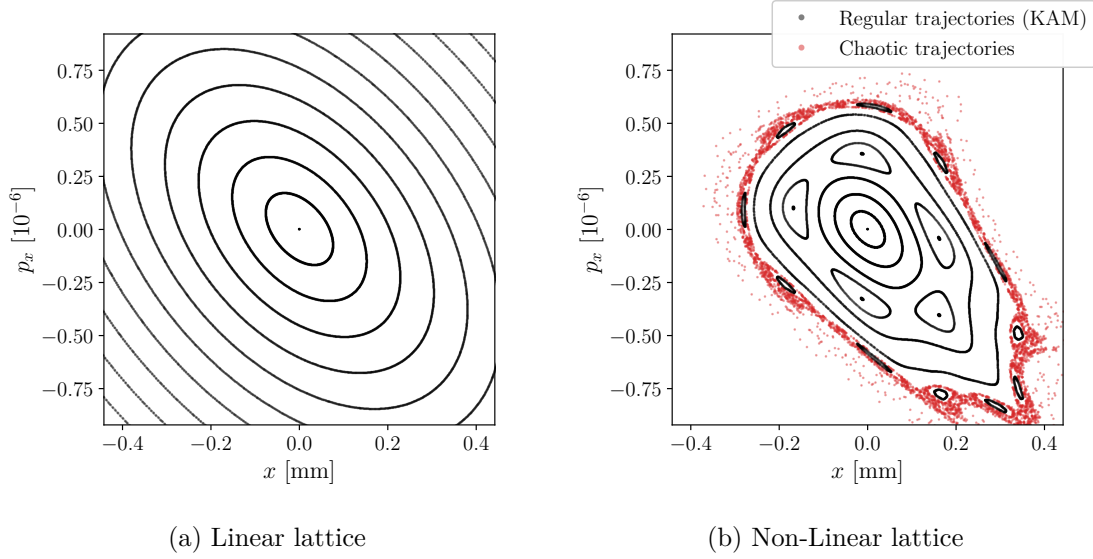 Regular trajectories (KAM)
Chaotic trajectories
0.75
0.50
0.25
0.00
−0.25
−0.50
−0.75
p_x [10^{−6}]
−0.4 −0.2 0.0 0.2 0.4
x [mm]
(a) Linear lattice
0.75
0.50
0.25
0.00
−0.25
−0.50
−0.75
p_x [10^{−6}]
−0.4 −0.2 0.0 0.2 0.4
x [mm]
(b) Non-Linear lattice